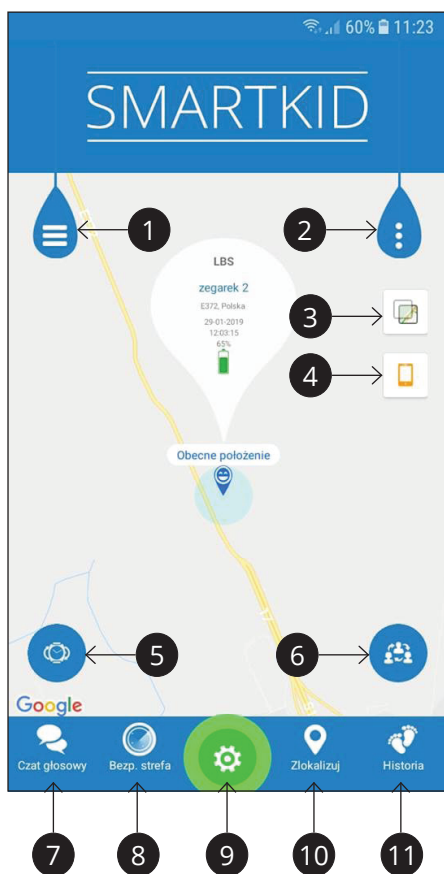 60% 11:23
SMARTKID
1
2
LBS
zegarek 2
E372, Polska
29-01-2019
12:03:15
65%
3
4
Obecne położenie
17
5
6
Google
Czat głosowy
Bezp. strefa
Zlokalizuj
Historia
7
8
9
10
11